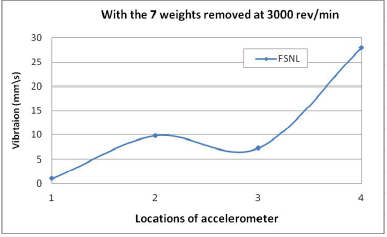 With the 7 weights removed at 3000 rev/min
30
25
20
15
10
5
0
Vibrtaion (mm\s)
FSNL
1 2 3 4
Locations of accelerometer